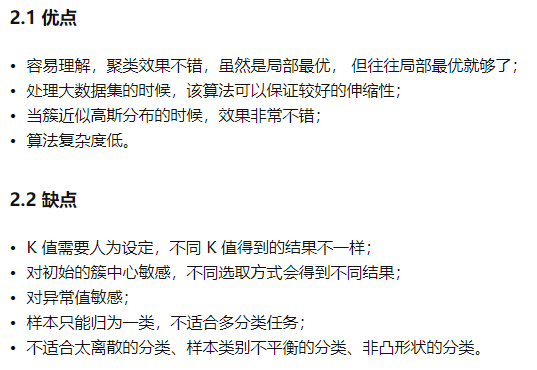 2.1 优点
• 容易理解，聚类效果不错，虽然是局部最优， 但往往局部最优就够了；
• 处理大数据集的时候，该算法可以保证较好的伸缩性；
• 当簇近似高斯分布的时候，效果非常不错；
• 算法复杂度低。
2.2 缺点
• K 值需要人为设定，不同 K 值得到的结果不一样；
• 对初始的簇中心敏感，不同选取方式会得到不同结果；
• 对异常值敏感；
• 样本只能归为一类，不适合多分类任务；
• 不适合太离散的分类、样本类别不平衡的分类、非凸形状的分类。